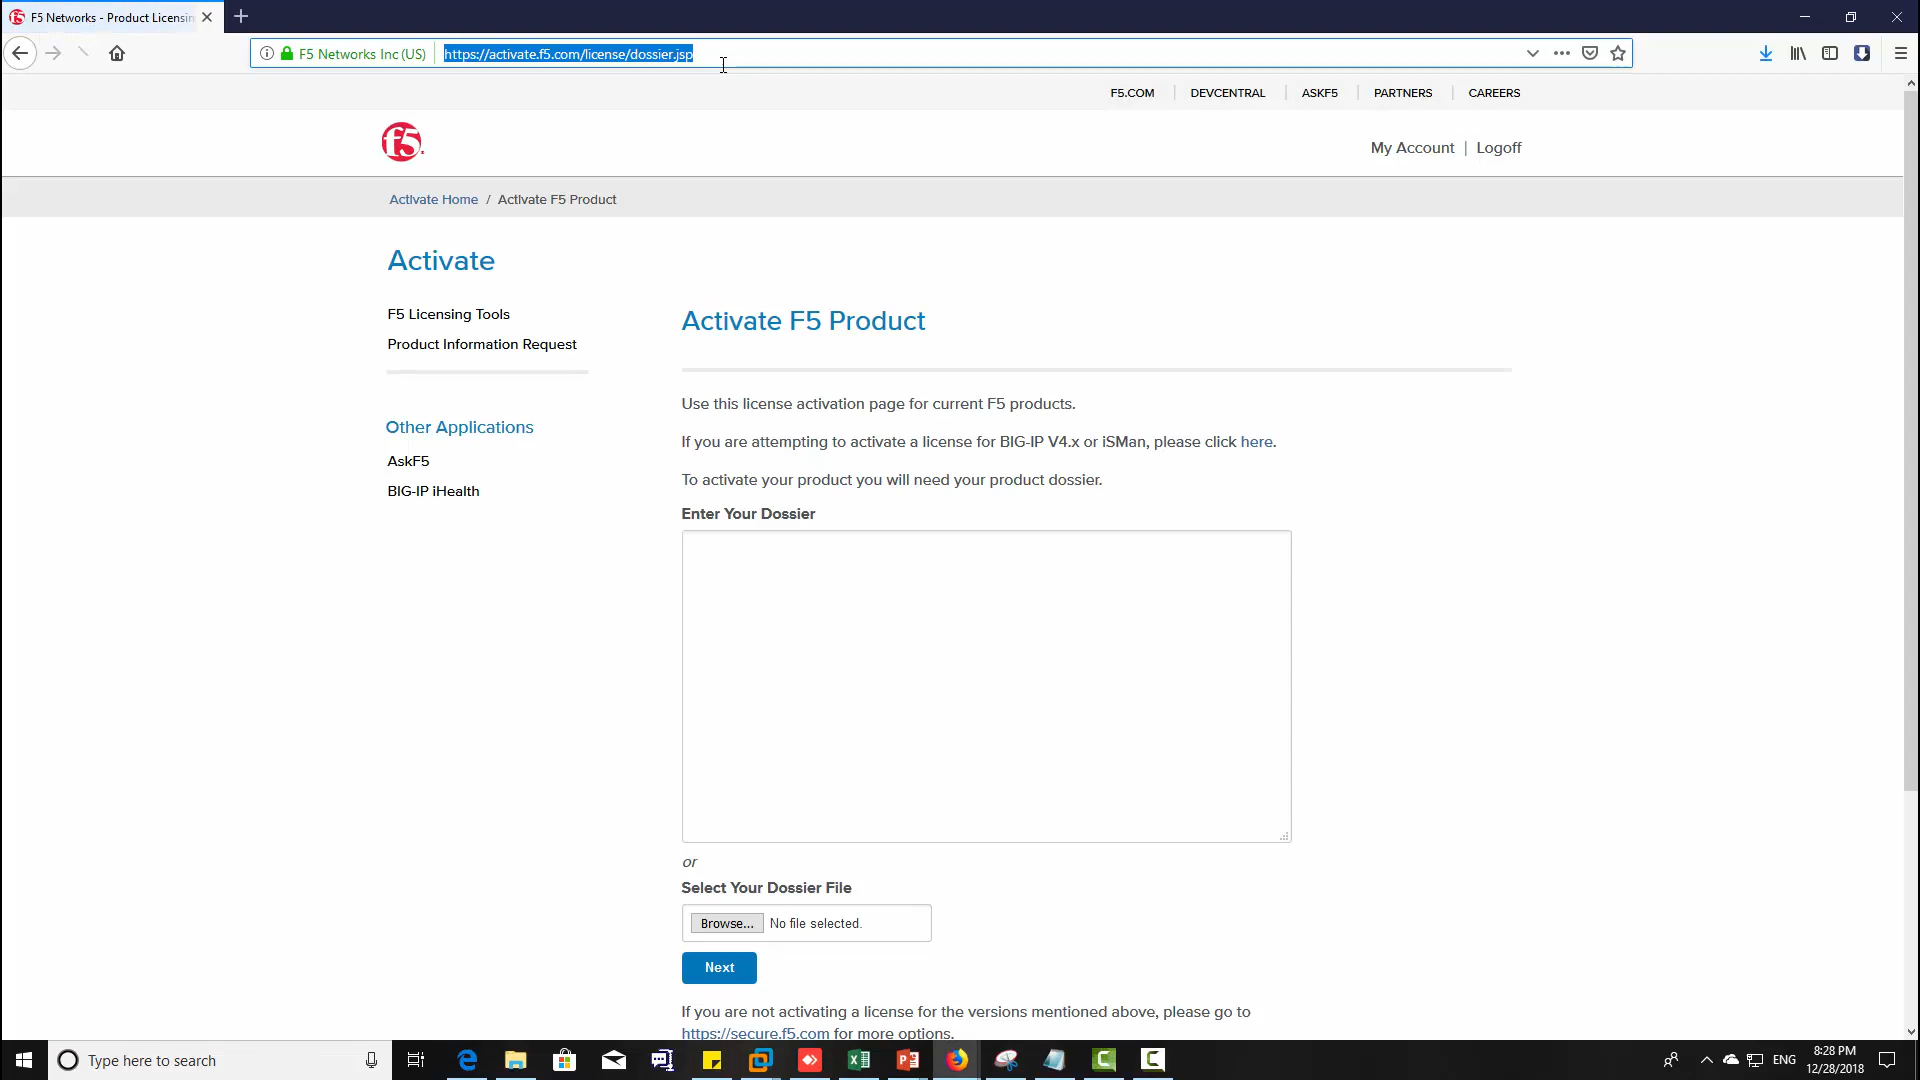 F5 Networks - Product Licensin
F5 Networks Inc (US)
https://activate.f5.com/license/dossier.jsp
F5.COM
DEVCENTRAL
ASKF5
PARTNERS
CAREERS
f5
My Account | Logoff
Activate Home / Activate F5 Product
Activate
F5 Licensing Tools
Product Information Request
Other Applications
AskF5
BIG-IP iHealth
Activate F5 Product
Use this license activation page for current F5 products.
If you are attempting to activate a license for BIG-IP V4.x or iSMan, please click here.
To activate your product you will need your product dossier.
Enter Your Dossier
or
Select Your Dossier File
Browse... No file selected.
Next
If you are not activating a license for the versions mentioned above, please go to
https://secure.f5.com for more options.
Type here to search
ENG
8:28 PM
12/28/2018